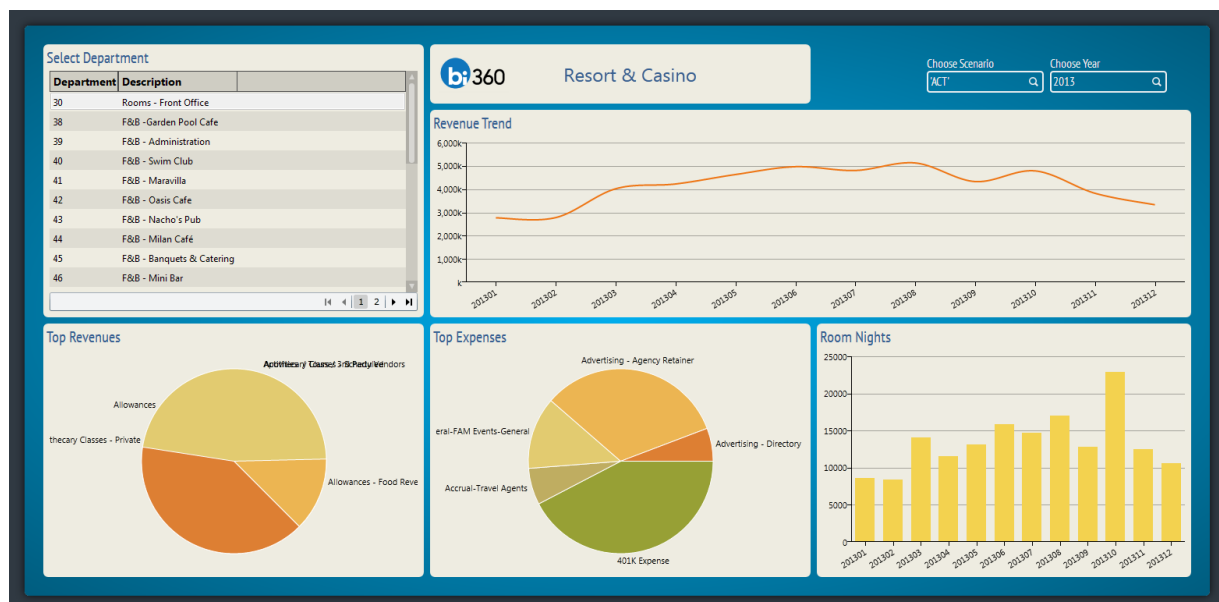 Select Department
Department Description
30 Rooms - Front Office
38 F&B -Garden Pool Cafe
39 F&B - Administration
40 F&B - Swim Club
41 F&B - Maravilla
42 F&B - Oasis Cafe
43 F&B - Nacho's Pub
44 F&B - Milan Café
45 F&B - Banquets & Catering
46 F&B - Mini Bar
1 2
bi 360
Resort & Casino
Choose Scenario
'ACT'
Choose Year
2013
Revenue Trend
6,000k
5,000k
4,000k
3,000k
2,000k
1,000k
k
201301 201302 201303 201304 201305 201306 201307 201308 201309 201310 201311 201312
Top Revenues
Vendors
Allowances
thecary Classes - Private
Allowances - Food Reve
Top Expenses
Advertising - Agency Retainer
eral-FAM Events-General
Advertising - Directory
Accrual-Travel Agents
401K Expense
Room Nights
25000
20000
15000
10000
5000
0
201301 201302 201303 201304 201305 201306 201307 201308 201309 201310 201311 201312